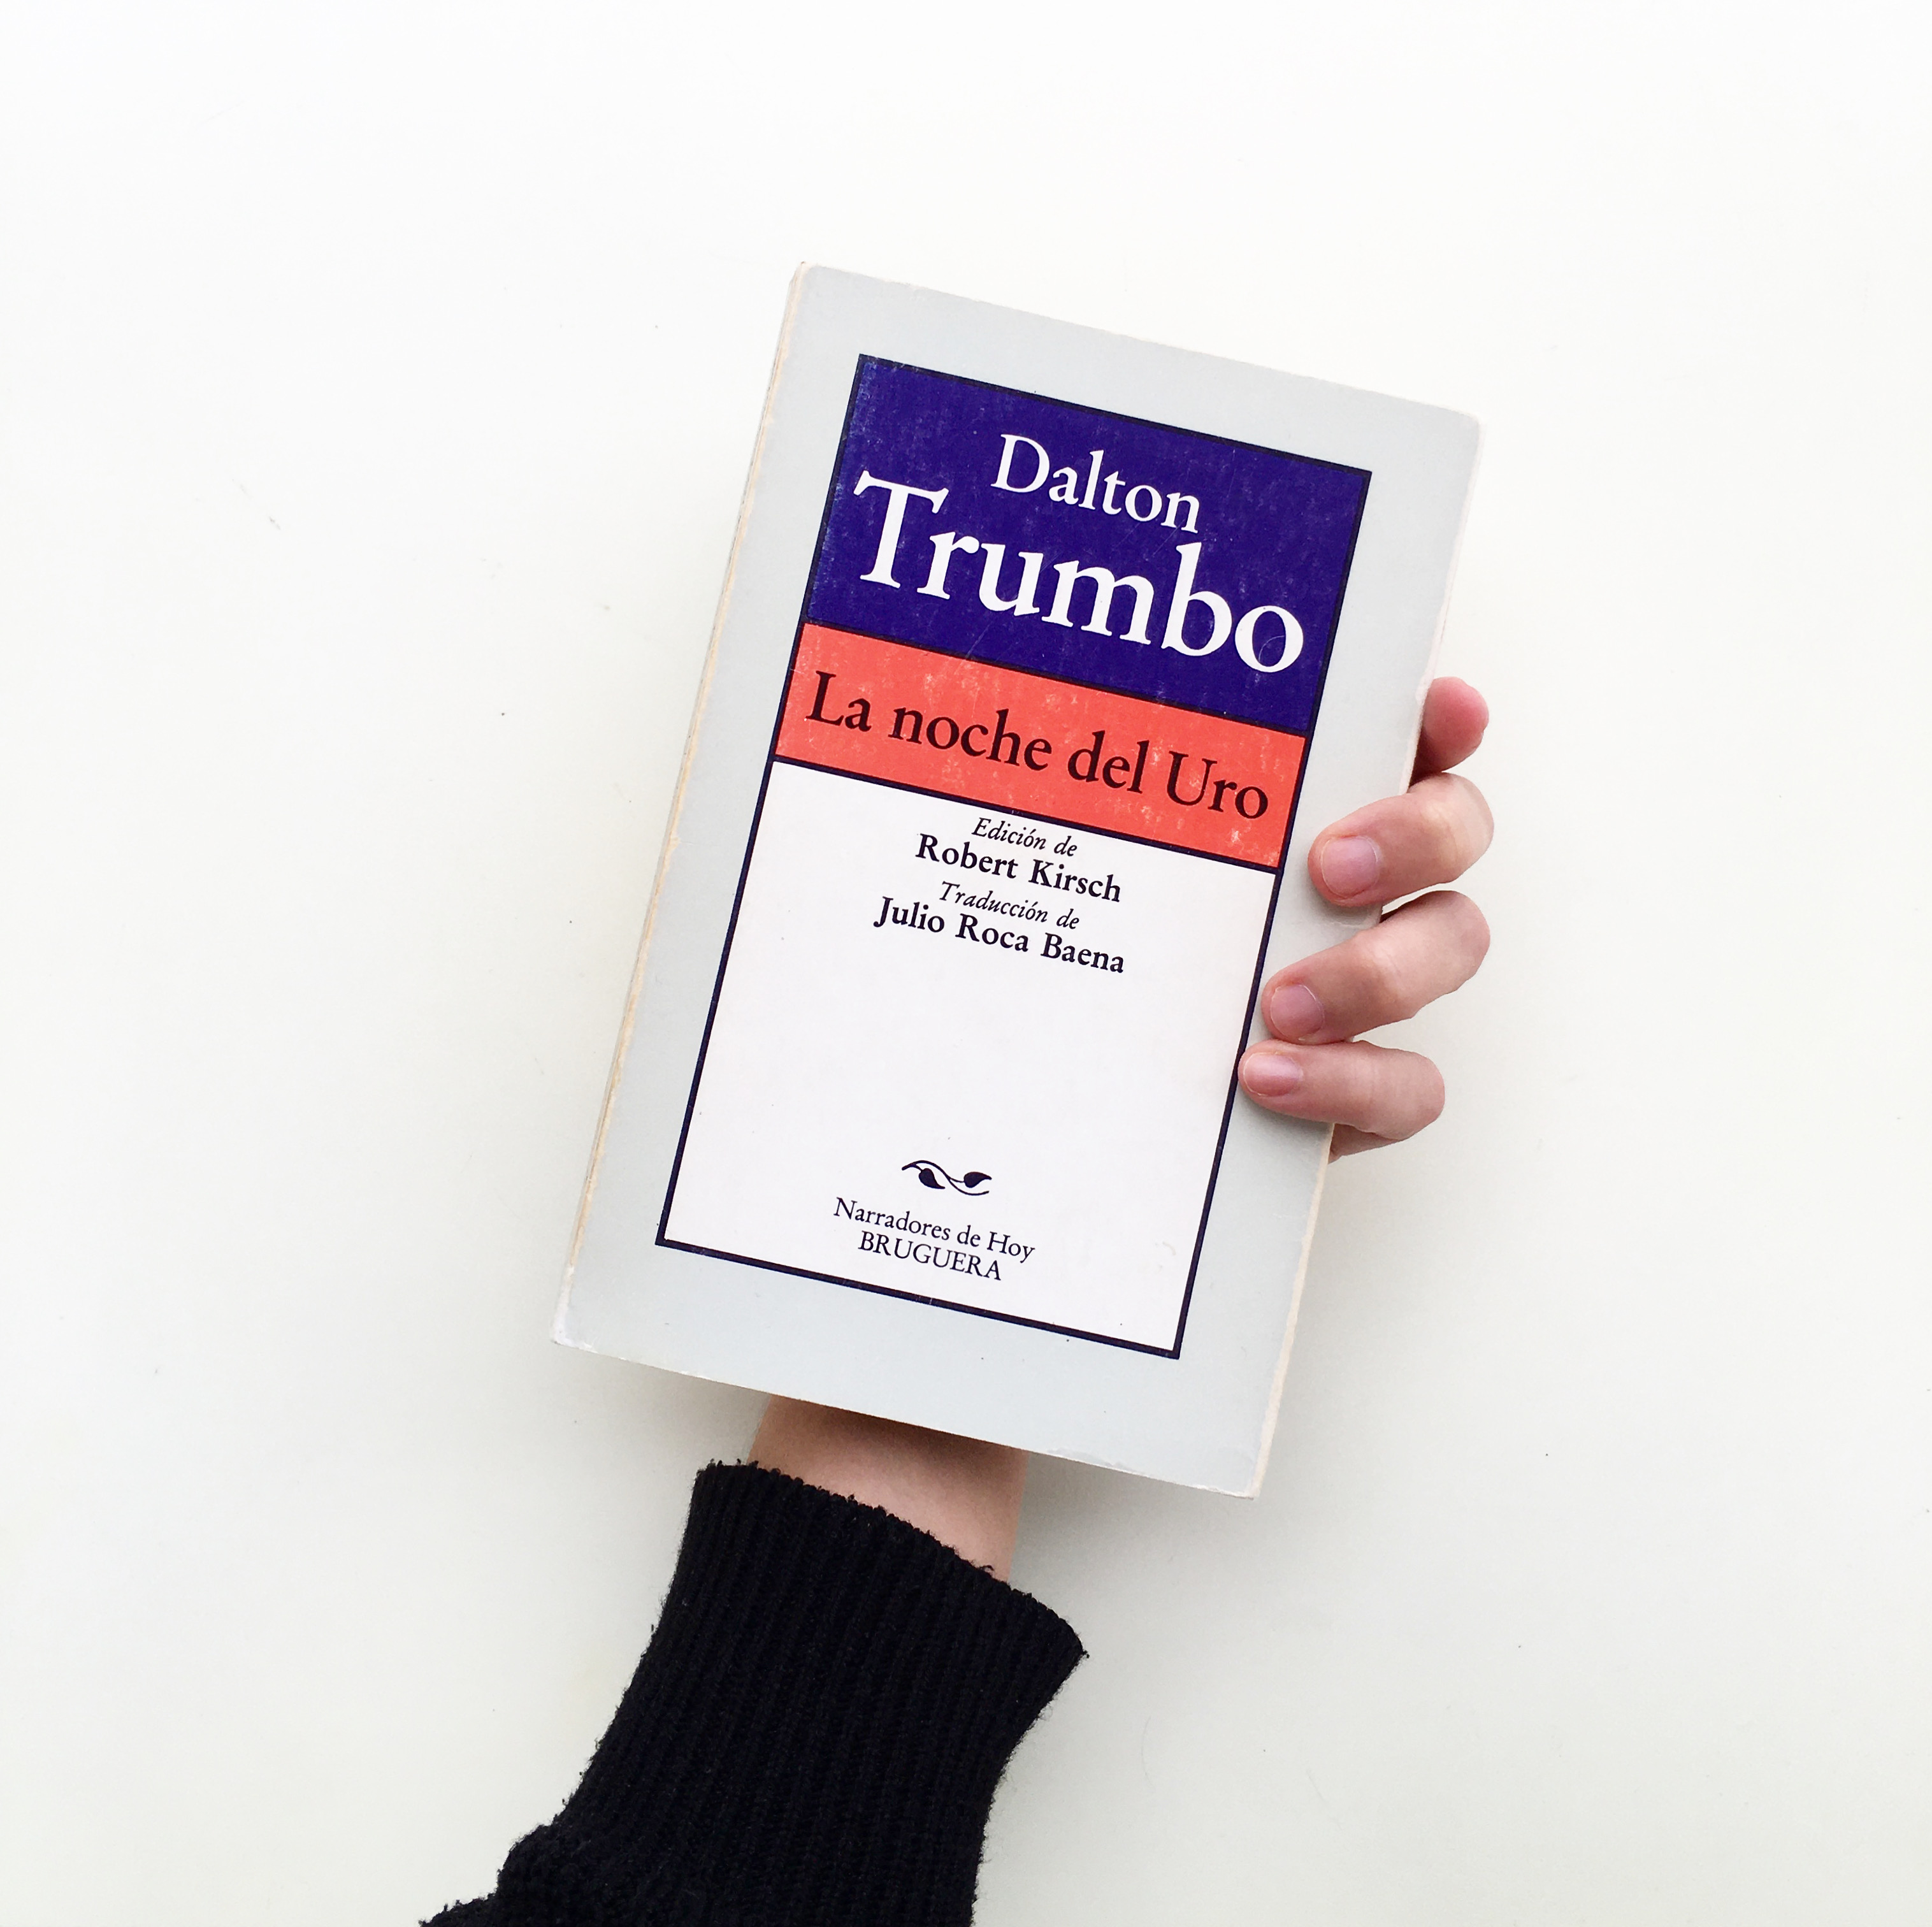 Dalton
Trumbo
La noche del Uro
Edición de
Robert Kirsch
Traducción de
Julio Roca Baena
Narradores de Hoy
BRUGUERA